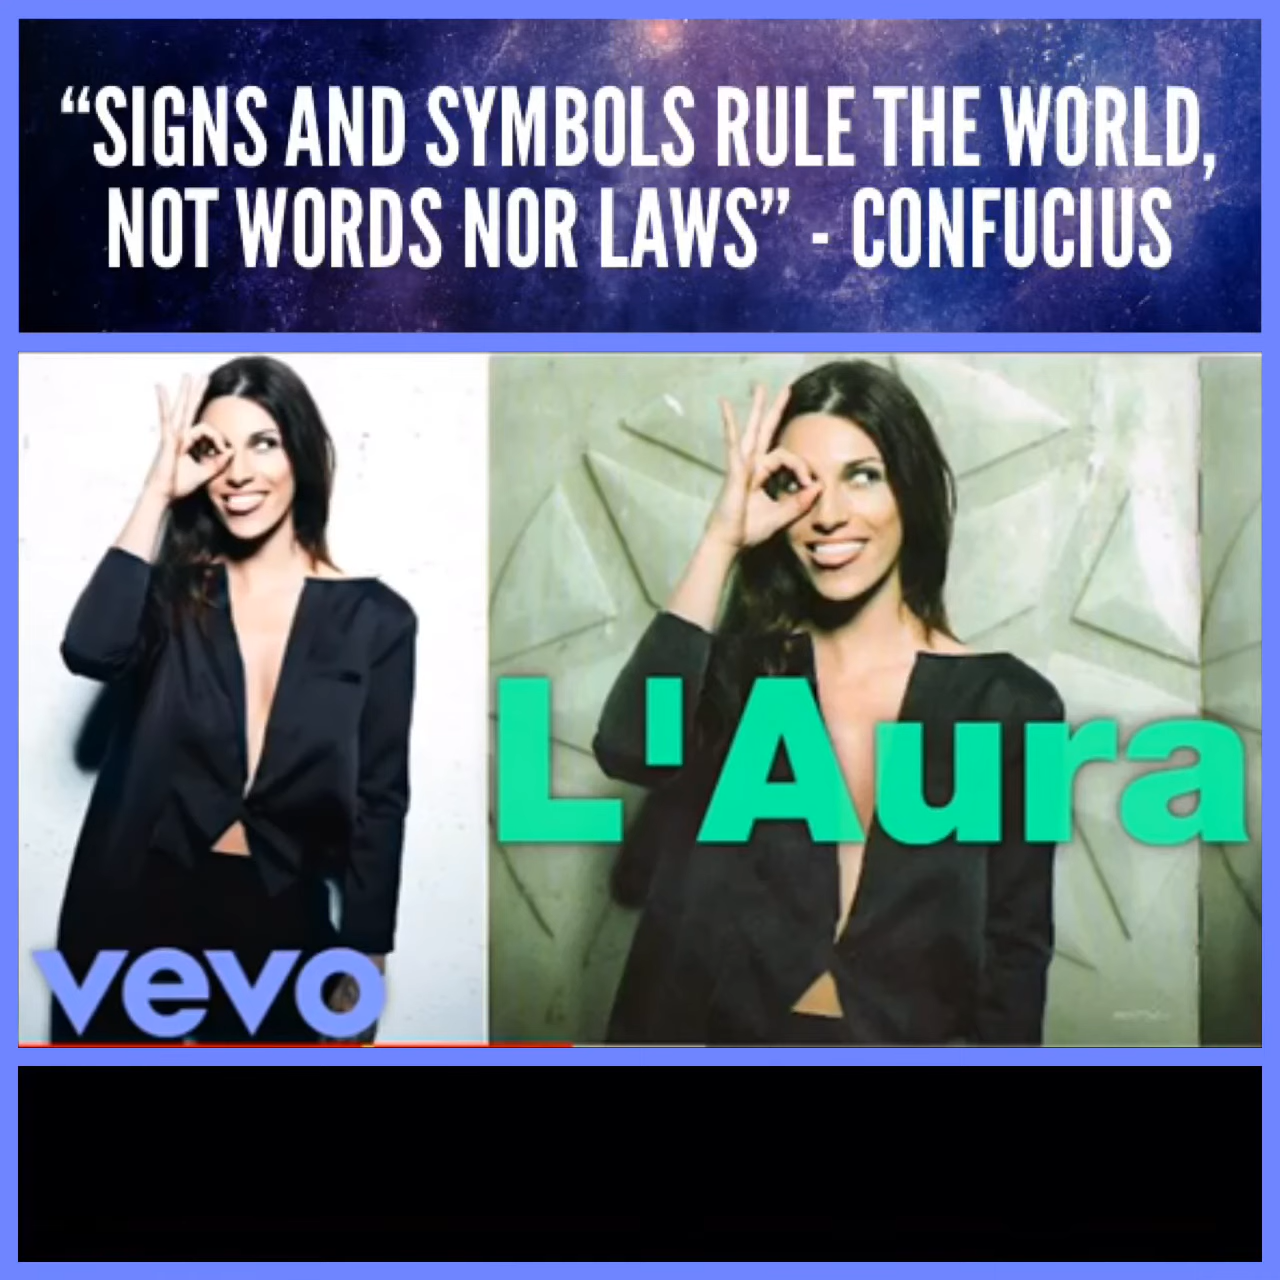 “SIGNS AND SYMBOLS RULE THE WORLD,
NOT WORDS NOR LAWS” - CONFUCIUS
L'Aura
vevo